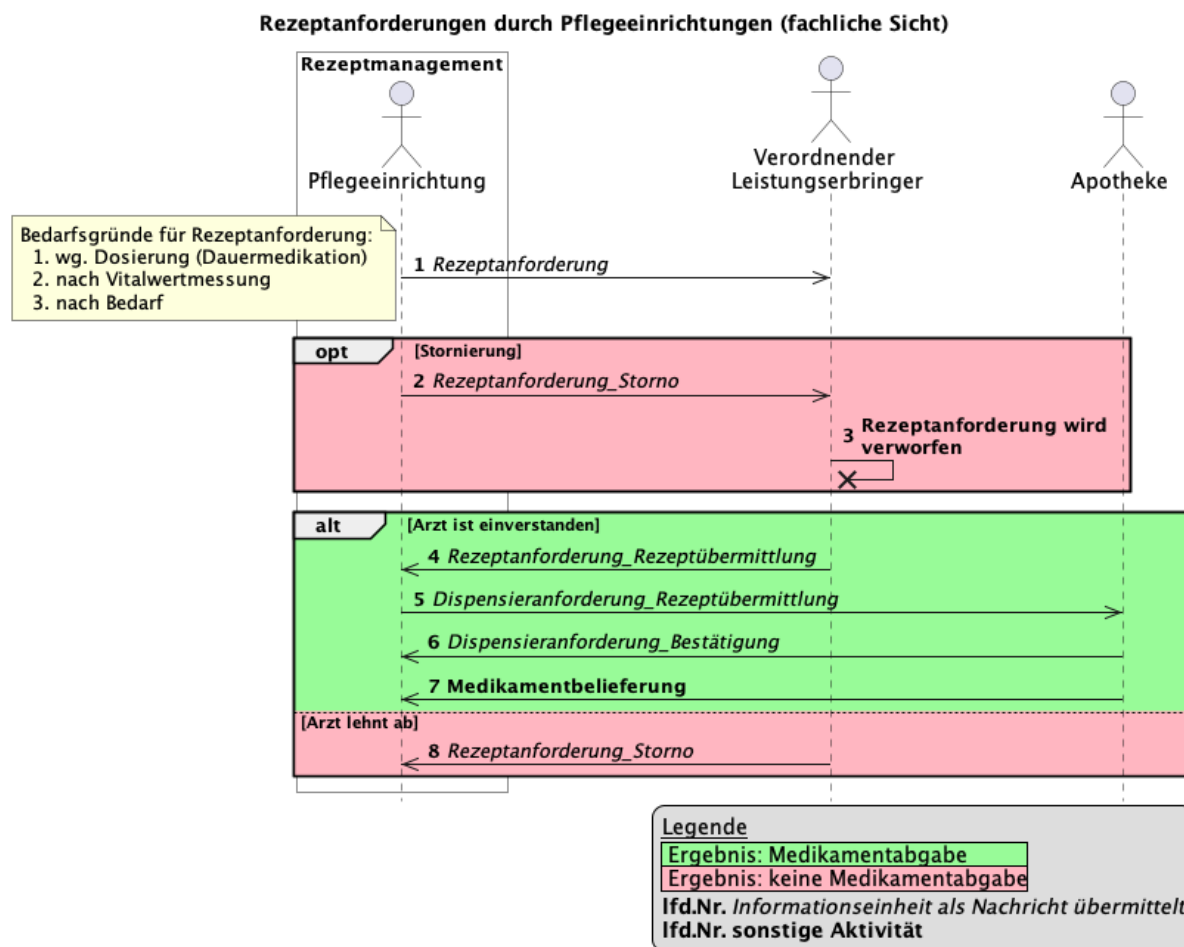 Rezeptanforderungen durch Pflegeeinrichtungen (fachliche Sicht)
Rezeptmanagement
Pflegeeinrichtung
Verordnender
Leistungserbringer
Apotheke
Bedarfsgründe für Rezeptanforderung:
1. wg. Dosierung (Dauermedikation)
2. nach Vitalwertmessung
3. nach Bedarf
1 Rezeptanforderung
opt [Stornierung]
2 Rezeptanforderung_Storno
3 Rezeptanforderung wird
verworfen
alt [Arzt ist einverstanden]
4 Rezeptanforderung_Rezeptübermittlung
5 Dispensieranforderung_Rezeptübermittlung
6 Dispensieranforderung_Bestätigung
7 Medikamentbelieferung
[Arzt lehnt ab]
8 Rezeptanforderung_Storno
Legende
Ergebnis: Medikamentabgabe
Ergebnis: keine Medikamentabgabe
lfd.Nr. Informationseinheit als Nachricht übermittelt
lfd.Nr. sonstige Aktivität